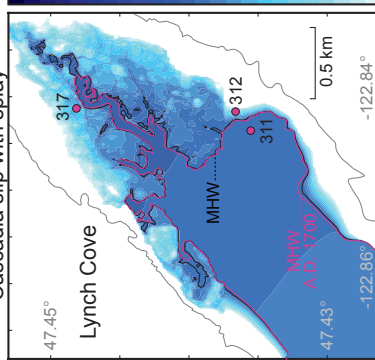 Cascadia slip with splay
47.45°
Lynch Cove
317
312
311
0.5 km
MHW
MHW
A.D. 1700
47.43°
-122.86°
-122.84°